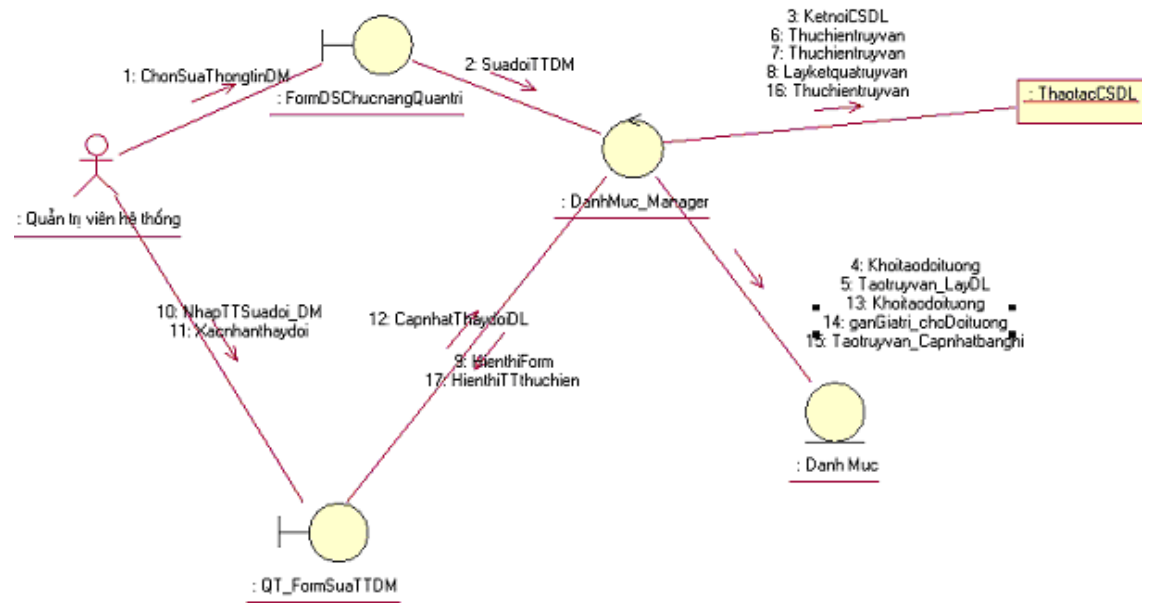 3: KetnoiCSDL
6: Thuchientruyvan
7: Thuchientruyvan
8: Layketquatruyvan
16: Thuchientruyvan
1: ChonSuaThongtinDM
2: SuadoiTTDM
: FormDSChucnangQuantri
: ThaotacCSDL
: Quản trị viên hệ thống
: DanhMuc_Manager
4: Khoitaodoituong
5: Taotruyvan_LayDL
13: Khoitaodoituong
14: ganGiatri_choDoituong
15: Taotruyvan_Capnhatbanghi
10: NhapTTSuadoi_DM
11: Xacnhanthaydoi
12: CapnhatThaydoiDL
9: HienthiForm
17: HienthiTTthuchien
: Danh Muc
: QT_FormSuaTTDM